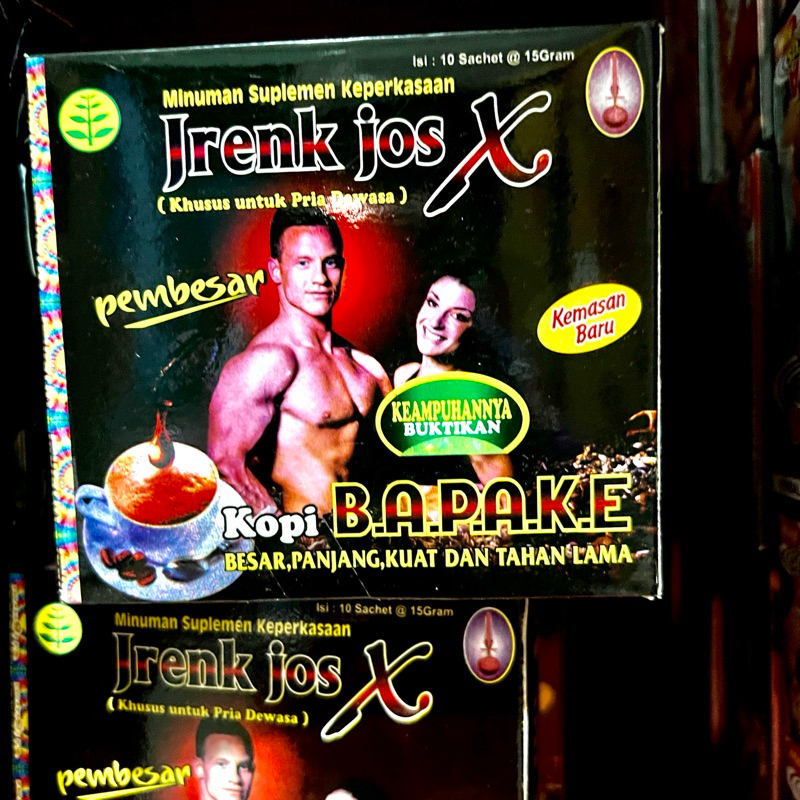 Isi : 10 Sachet @ 15Gram
Minuman Suplemen Keperkasaan
Jrenk jos X
( Khusus untuk Pria Dewasa )
pembesar
Kemasan
Baru
KEAMPUHANNYA
BUKTIKAN
Kopi B.A.P.A.K.E
BESAR,PANJANG,KUAT DAN TAHAN LAMA
Isi : 10 Sachet @ 15Gram
Minuman Suplemen Keperkasaan
Jrenk jos X
( Khusus untuk Pria Dewasa )
pembesar